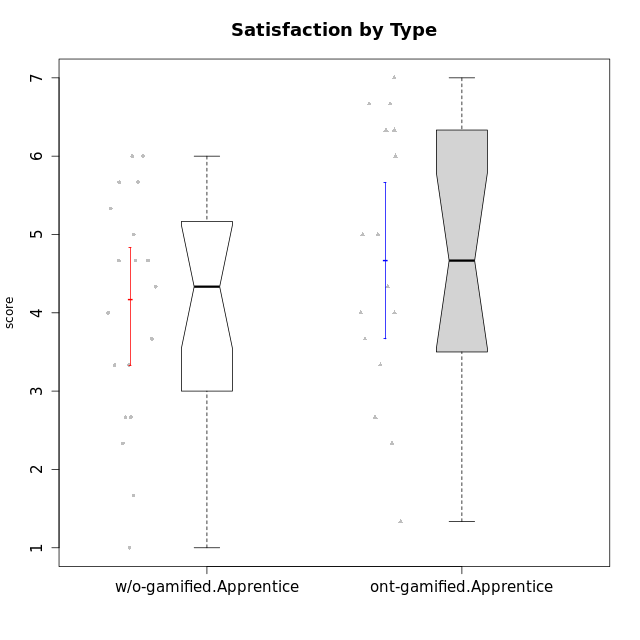 Satisfaction by Type
7
6
5
4
3
2
1
score
w/o-gamified.Apprentice
ont-gamified.Apprentice